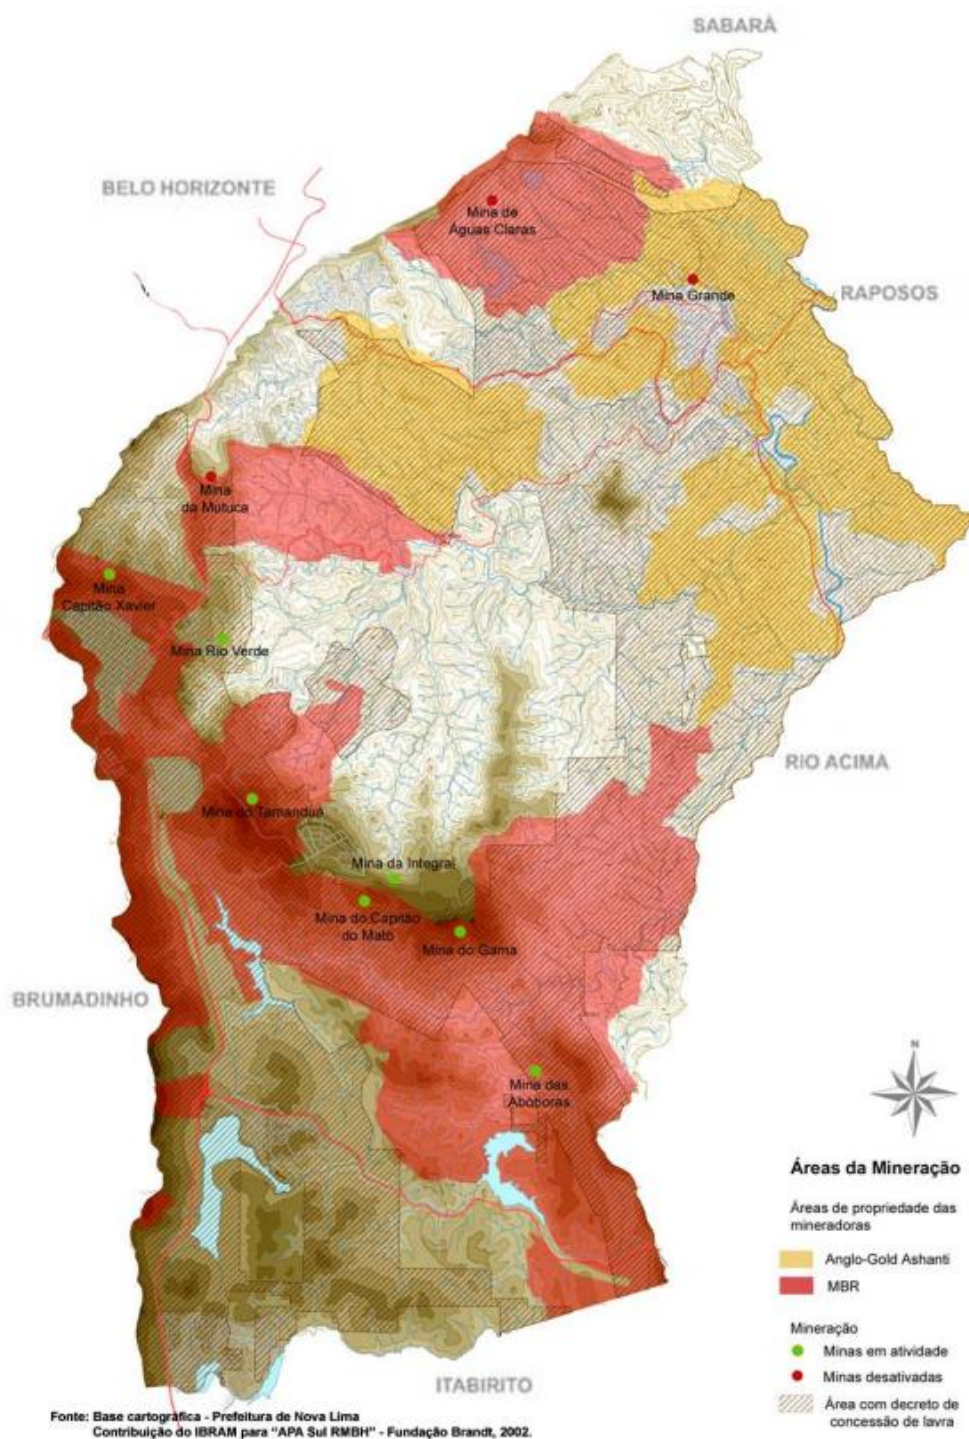 SABARÀ
BELO HORIZONTE
Mina de
Águas Claras
Mina Grande
RAPOSOS
Mina
da Mutuca
Mina
Capitão Xavier
Mina Rio Verde
RIO ACIMA
Mina do Tamanduá
Mina da Integral
Mina do Capitão
do Mato
Mina do Gama
BRUMADINHO
Mina das
Abóboras
N
Áreas da Mineração
Áreas de propriedade das
mineradoras
Anglo-Gold Ashanti
MBR
Mineração
Minas em atividade
Minas desativadas
Área com decreto de
concessão de lavra
ITABIRITO
Fonte: Base cartográfica - Prefeitura de Nova Lima
Contribuição do IBRAM para "APA Sul RMBH" - Fundação Brandt, 2002.